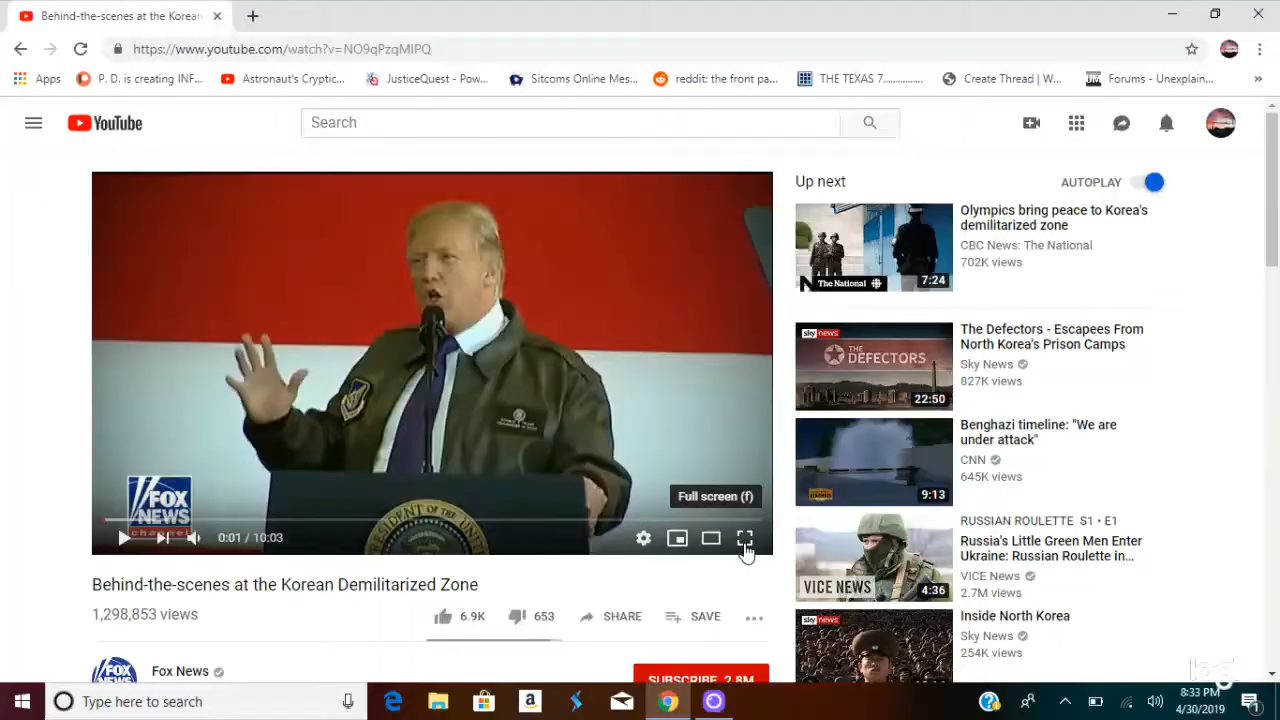 Behind-the-scenes at the Korean
https://www.youtube.com/watch?v=NO9qPzqMIPQ
Apps
P. D. is creating INF...
Astronaut's Cryptic...
JusticeQuest - Pow...
Sitcoms Online Mes...
reddit: the front pa...
THE TEXAS 7...............
Create Thread | W...
Forums - Unexplain...
YouTube
Search
Up next
AUTOPLAY
Olympics bring peace to Korea's
demilitarized zone
CBC News: The National
702K views
The National
7:24
sky news
THE
DEFECTORS
22:50
The Defectors - Escapees From
North Korea's Prison Camps
Sky News
827K views
Benghazi timeline: "We are
under attack"
CNN
645K views
9:13
RUSSIAN ROULETTE S1 • E1
Russia's Little Green Men Enter
Ukraine: Russian Roulette in...
VICE News
2.7M views
VICE NEWS
4:36
sky news
Inside North Korea
Sky News
254K views
FOX
NEWS
channel
PRESIDENT OF THE
Full screen (f)
0:01 / 10:03
Behind-the-scenes at the Korean Demilitarized Zone
1,298,853 views
6.9K
653
SHARE
SAVE
Fox News
SUBSCRIBE 2.8M
Type here to search
8:33 PM
4/30/2019
1